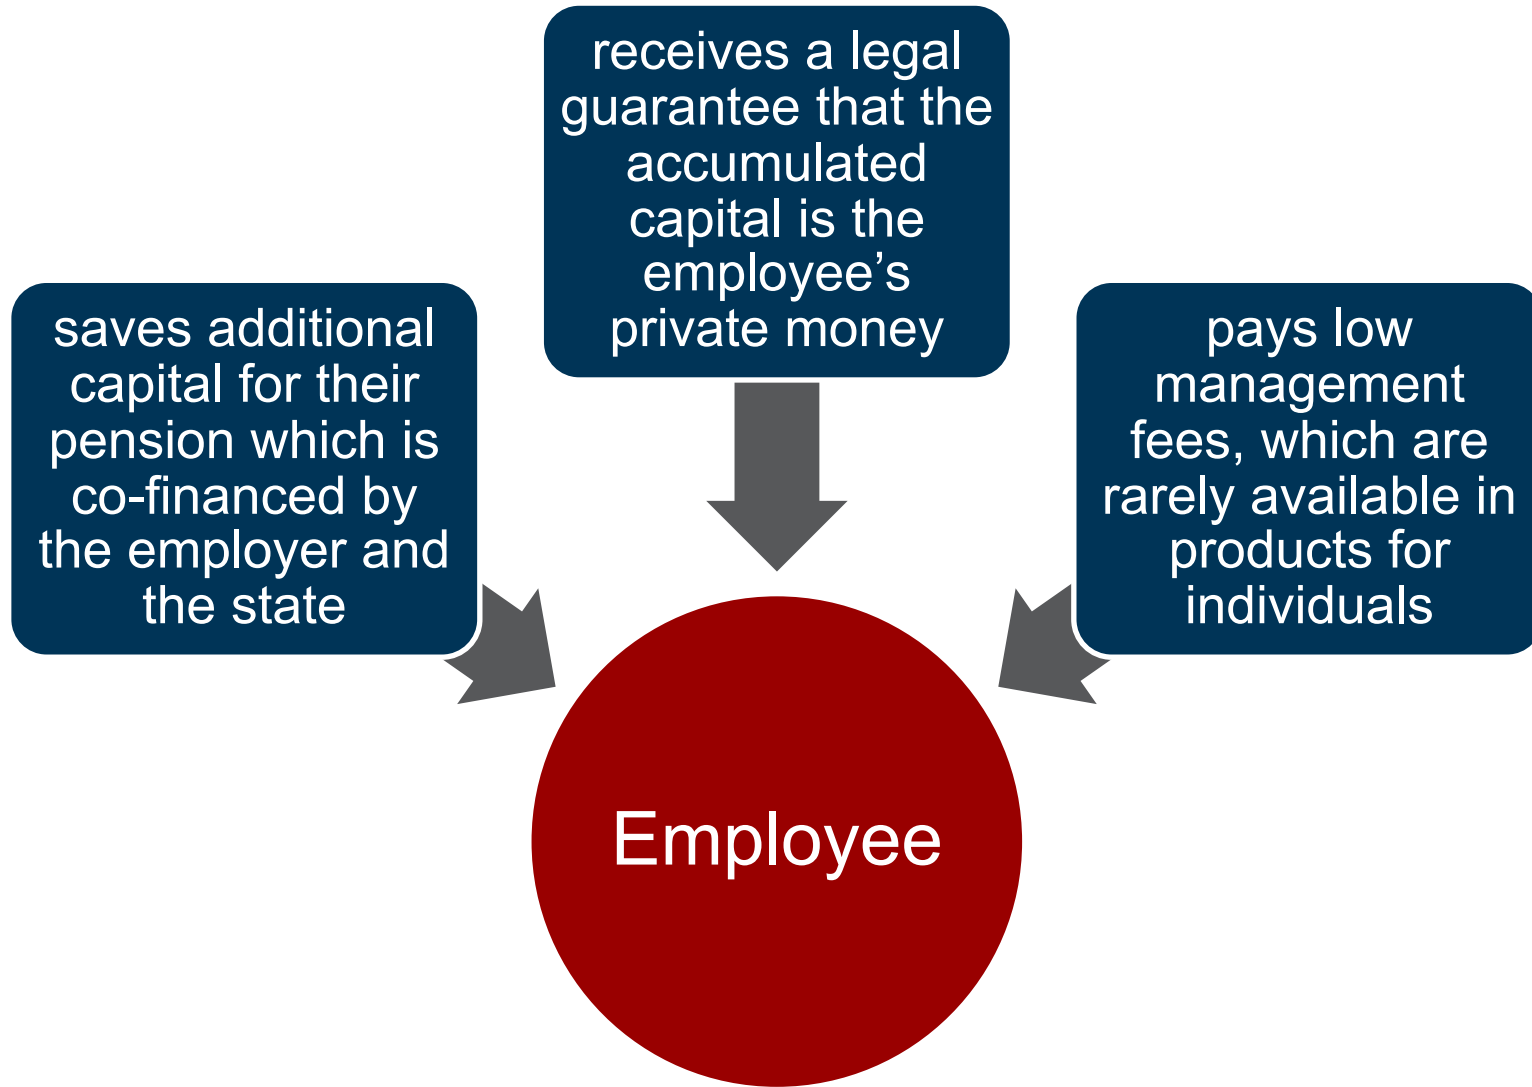 saves additional
capital for their
pension which is
co-financed by
the employer and
the state
receives a legal
guarantee that the
accumulated
capital is the
employee’s
private money
pays low
management
fees, which are
rarely available in
products for
individuals
Employee